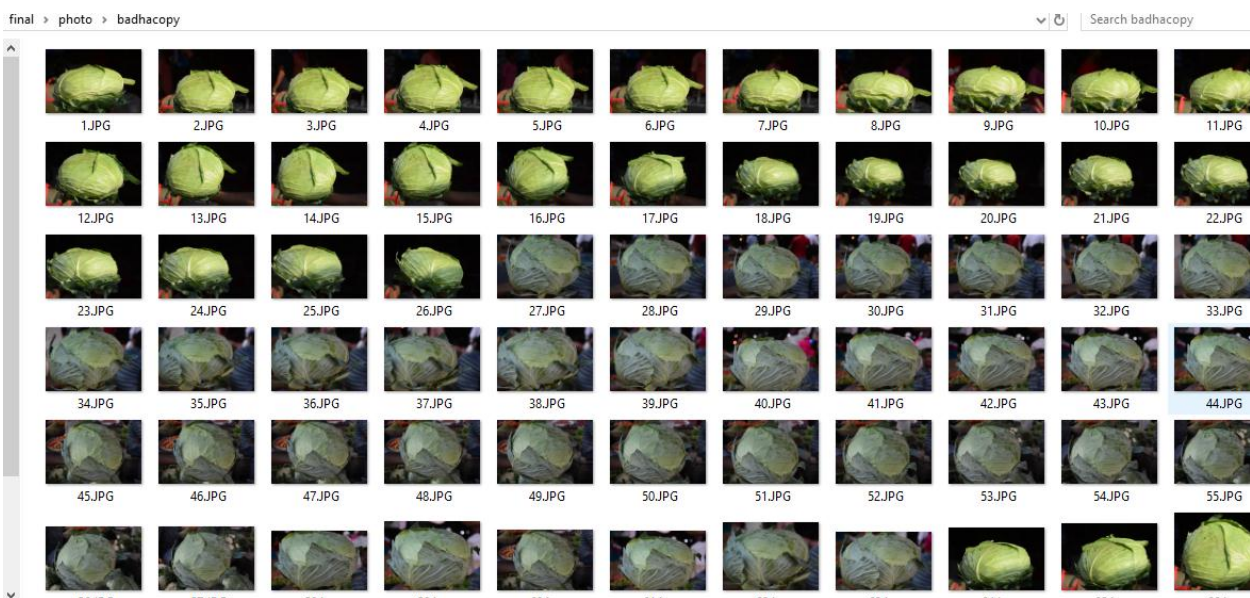 final > photo > badhacopy Search badhacopy
1.JPG 2.JPG 3.JPG 4.JPG 5.JPG 6.JPG 7.JPG 8.JPG 9.JPG 10.JPG 11.JPG
12.JPG 13.JPG 14.JPG 15.JPG 16.JPG 17.JPG 18.JPG 19.JPG 20.JPG 21.JPG 22.JPG
23.JPG 24.JPG 25.JPG 26.JPG 27.JPG 28.JPG 29.JPG 30.JPG 31.JPG 32.JPG 33.JPG
34.JPG 35.JPG 36.JPG 37.JPG 38.JPG 39.JPG 40.JPG 41.JPG 42.JPG 43.JPG 44.JPG
45.JPG 46.JPG 47.JPG 48.JPG 49.JPG 50.JPG 51.JPG 52.JPG 53.JPG 54.JPG 55.JPG